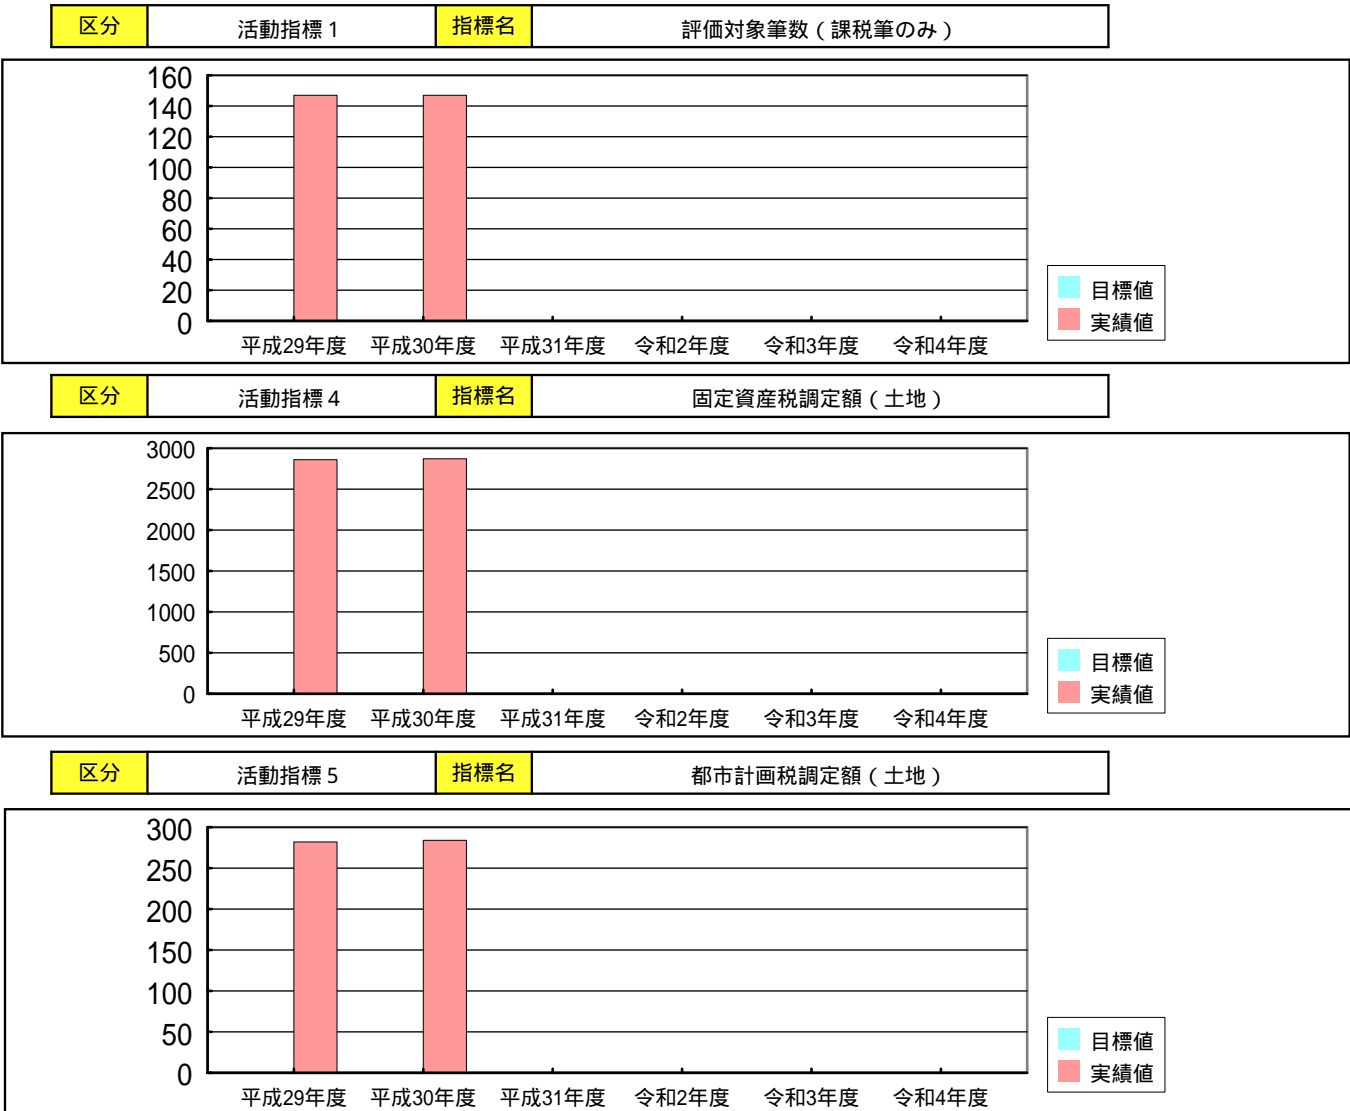 区分 活動指標1 指標名 評価対象筆数(課税筆のみ)
160
140
120
100
80
60
40
20
0
平成29年度 平成30年度 平成31年度 令和2年度 令和3年度 令和4年度
目標値
実績値
区分 活動指標4 指標名 固定資産税調定額(土地)
3000
2500
2000
1500
1000
500
0
平成29年度 平成30年度 平成31年度 令和2年度 令和3年度 令和4年度
目標値
実績値
区分 活動指標5 指標名 都市計画税調定額(土地)
300
250
200
150
100
50
0
平成29年度 平成30年度 平成31年度 令和2年度 令和3年度 令和4年度
目標値
実績値